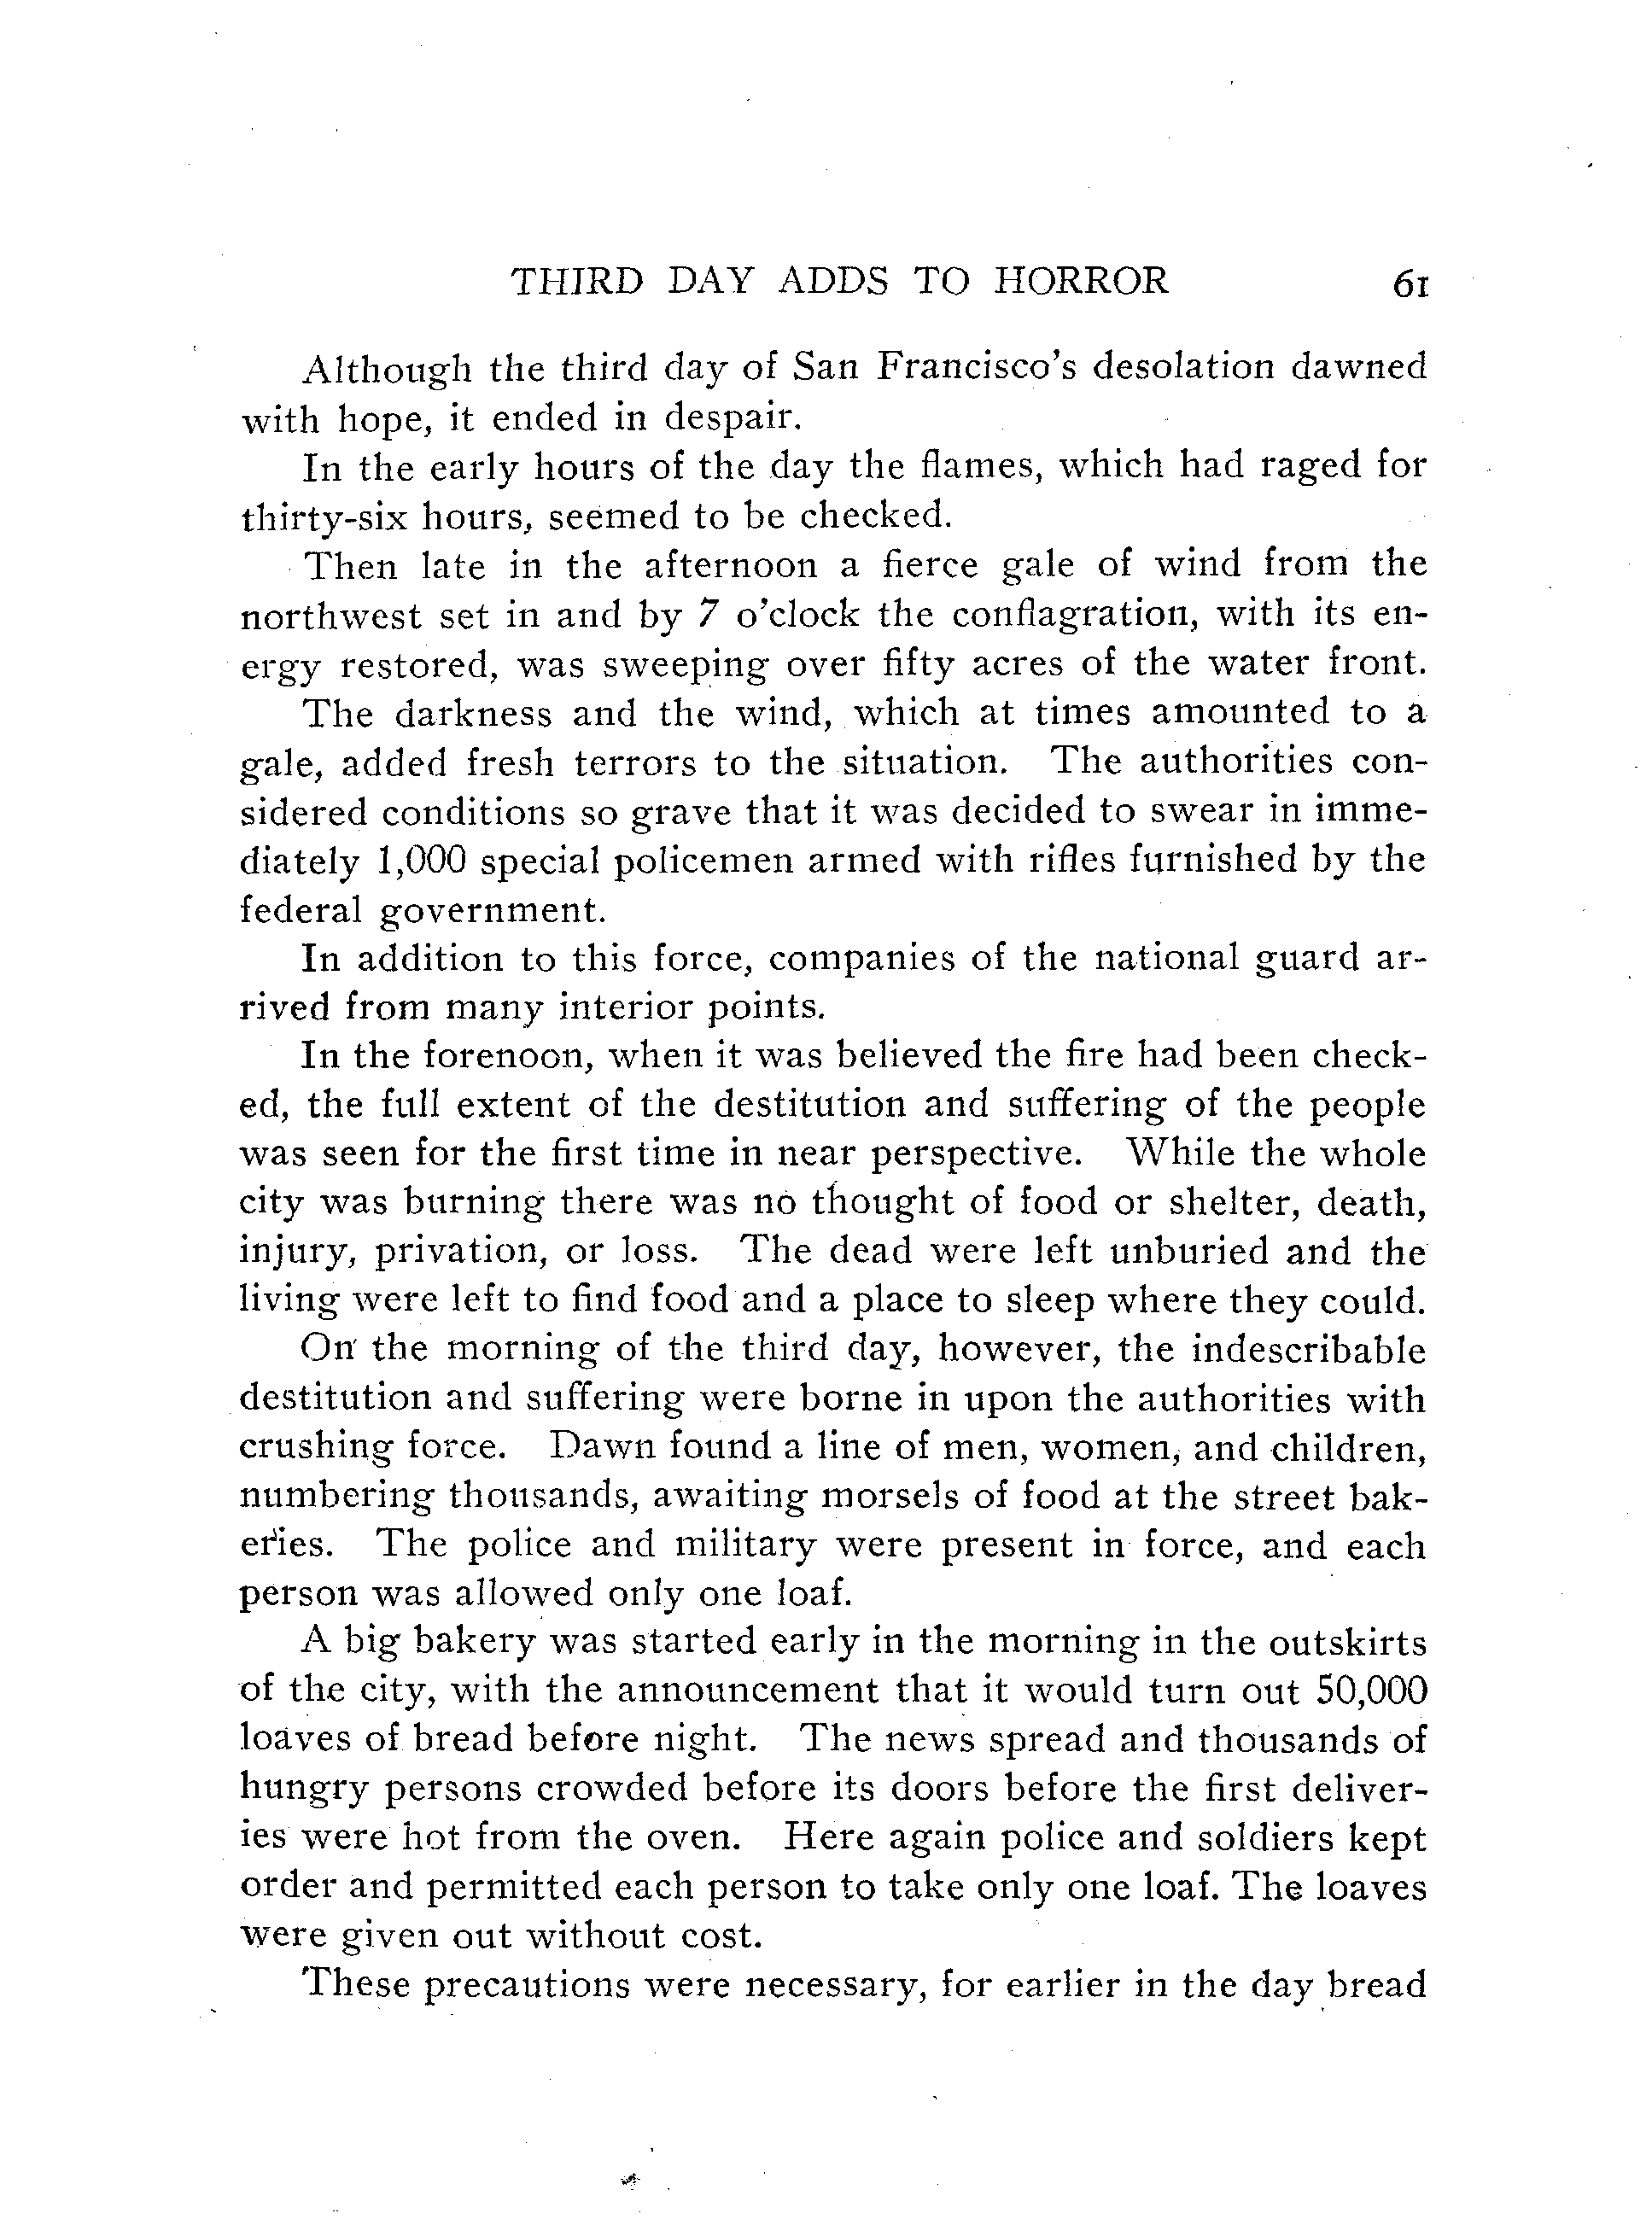 THIRD DAY ADDS TO HORROR 61
Although the third day of San Francisco's desolation dawned
with hope, it ended in despair.
In the early hours of the day the flames, which had raged for
thirty-six hours, seemed to be checked.
Then late in the afternoon a fierce gale of wind from the
northwest set in and by 7 o'clock the conflagration, with its en-
ergy restored, was sweeping over fifty acres of the water front.
The darkness and the wind, which at times amounted to a
gale, added fresh terrors to the situation. The authorities con-
sidered conditions so grave that it was decided to swear in imme-
diately 1,000 special policemen armed with rifles furnished by the
federal government.
In addition to this force, companies of the national guard ar-
rived from many interior points.
In the forenoon, when it was believed the fire had been check-
ed, the full extent of the destitution and suffering of the people
was seen for the first time in near perspective. While the whole
city was burning there was no thought of food or shelter, death,
injury, privation, or loss. The dead were left unburied and the
living were left to find food and a place to sleep where they could.
On the morning of the third day, however, the indescribable
destitution and suffering were borne in upon the authorities with
crushing force. Dawn found a line of men, women, and children,
numbering thousands, awaiting morsels of food at the street bak-
eries. The police and military were present in force, and each
person was allowed only one loaf.
A big bakery was started early in the morning in the outskirts
of the city, with the announcement that it would turn out 50,000
loaves of bread before night. The news spread and thousands of
hungry persons crowded before its doors before the first deliver-
ies were hot from the oven. Here again police and soldiers kept
order and permitted each person to take only one loaf. The loaves
were given out without cost.
These precautions were necessary, for earlier in the day bread